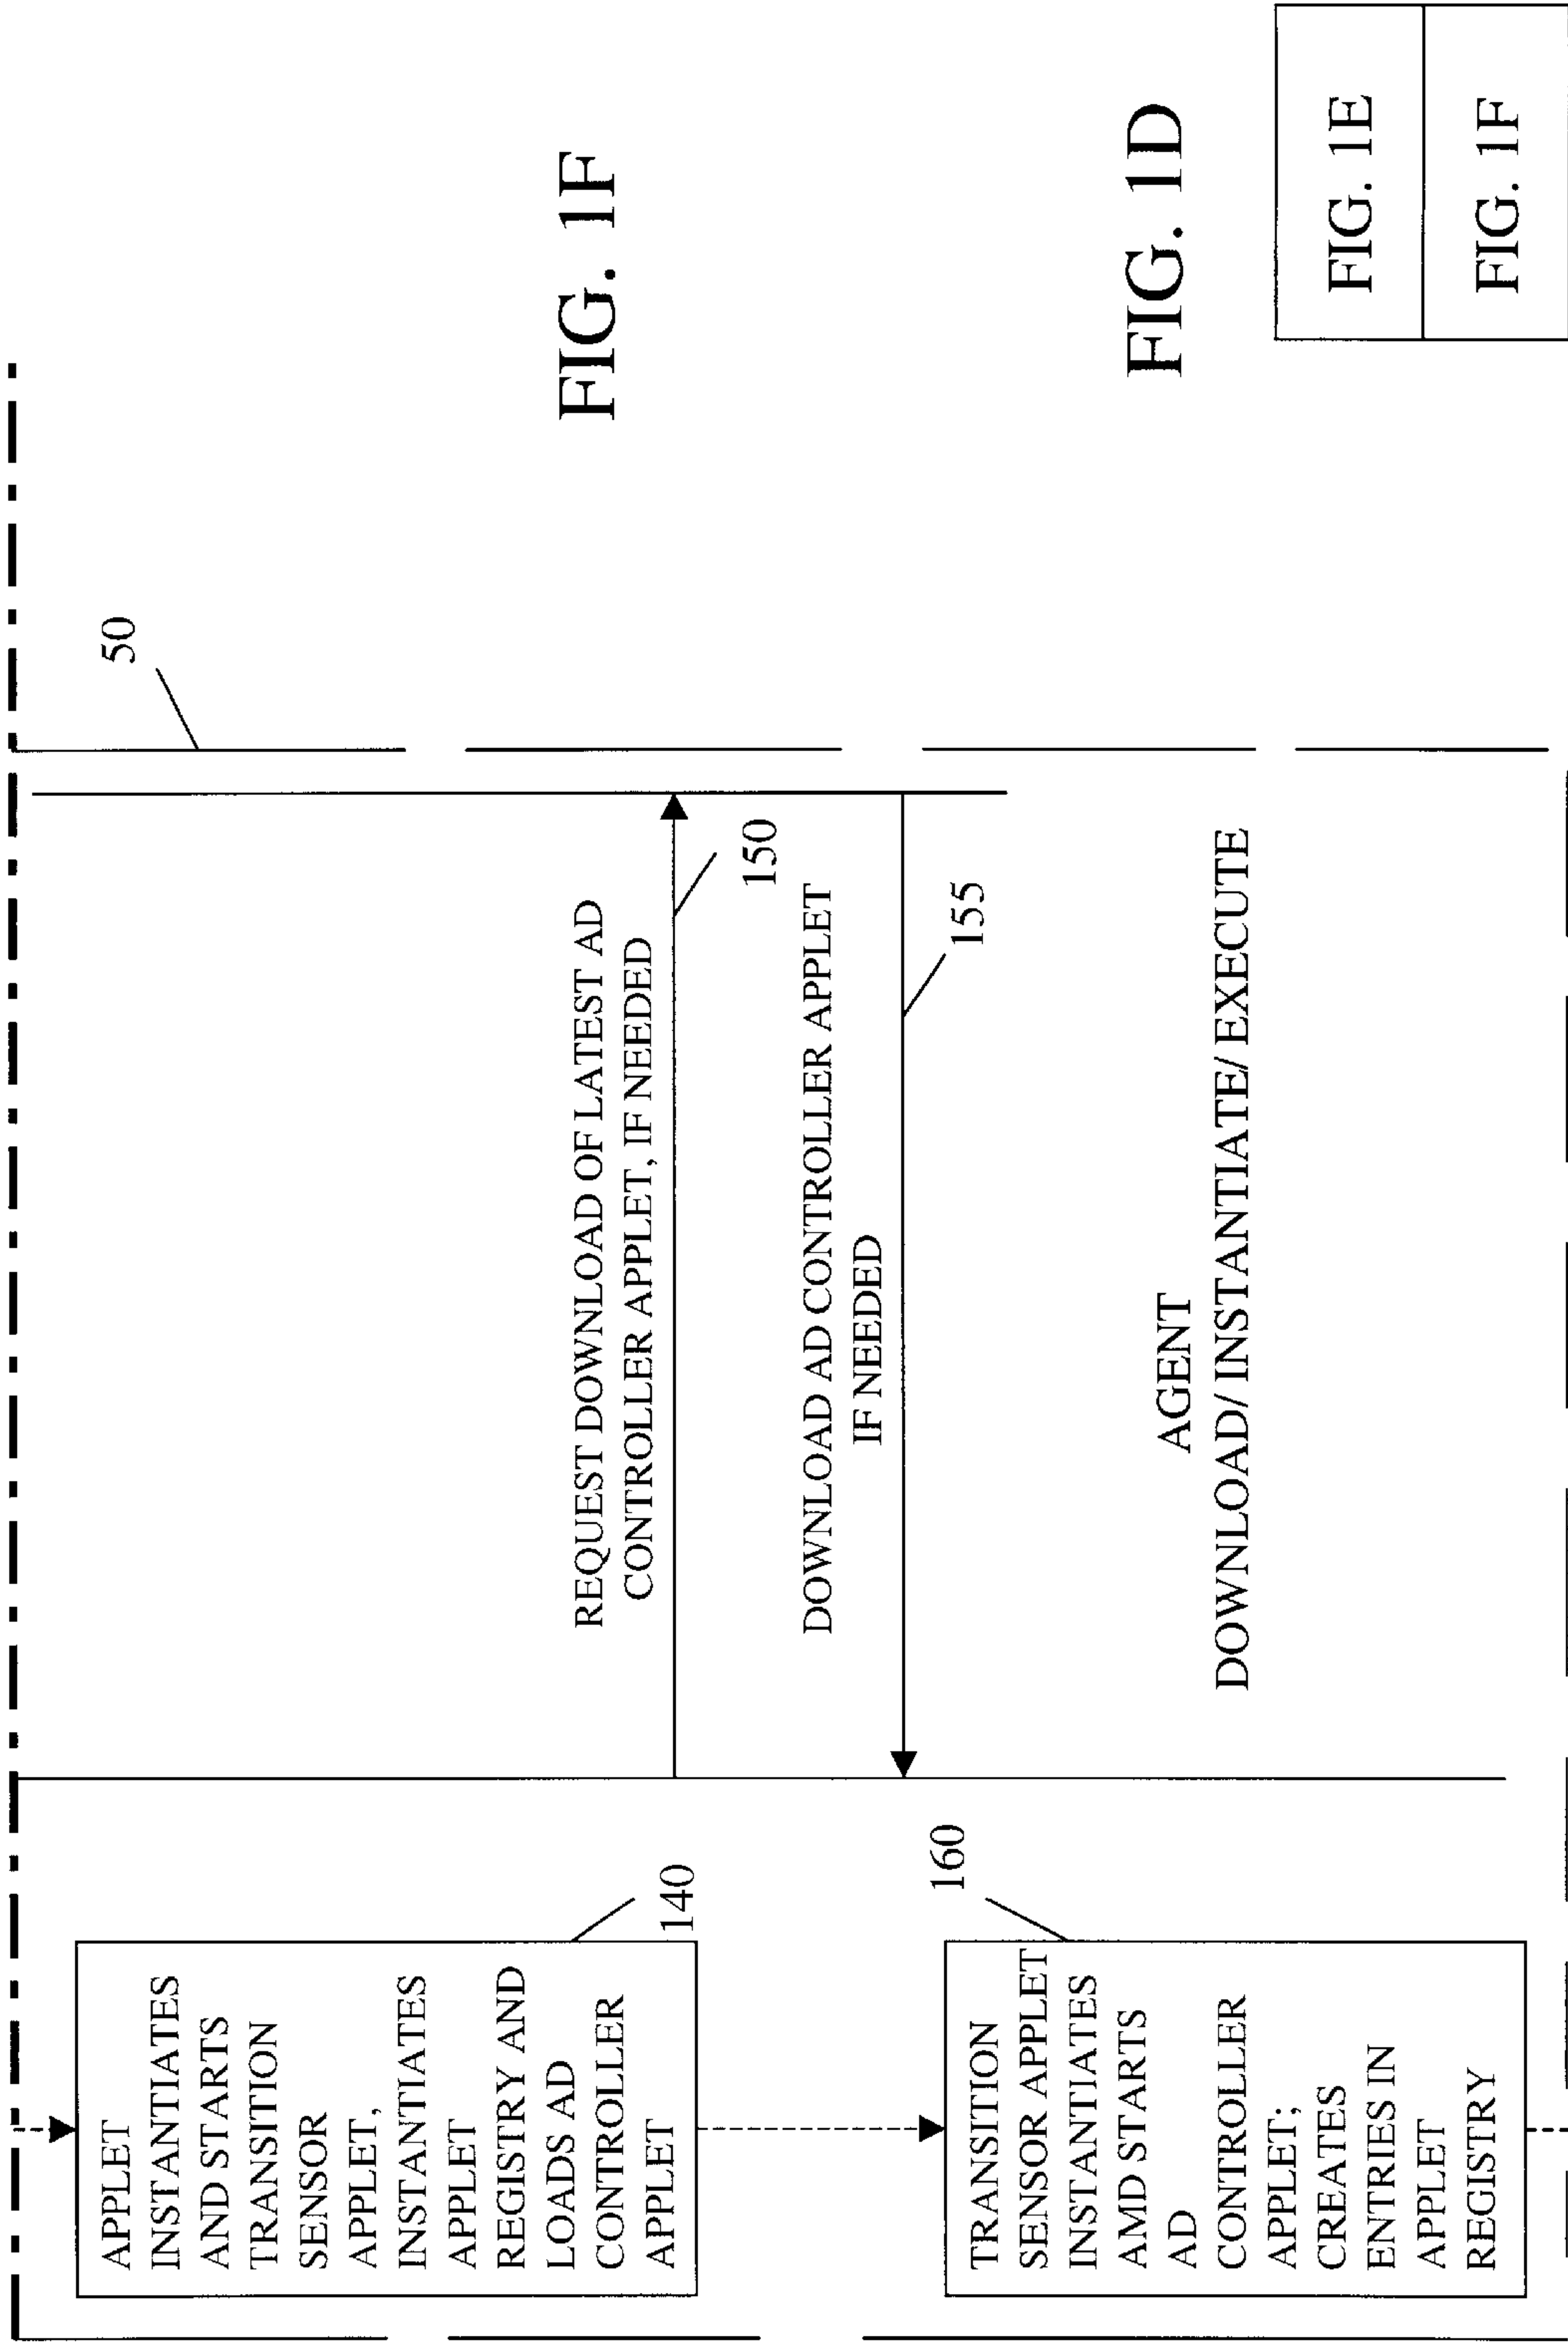 APPLET
INSTANTIATES
AND STARTS
TRANSITION
SENSOR
APPLET,
INSTANTIATES
APPLET
REGISTRY AND
LOADS AD
CONTROLLER
APPLET
140
REQUEST DOWNLOAD OF LATEST AD
CONTROLLER APPLET, IF NEEDED
150
50
FIG. 1F
DOWNLOAD AD CONTROLLER APPLET
IF NEEDED
155
160
TRANSITION
SENSOR APPLET
INSTANTIATES
AMD STARTS
AD
CONTROLLER
APPLET;
CREATES
ENTRIES IN
APPLET
REGISTRY
AGENT
DOWNLOAD/ INSTANTIATE/ EXECUTE
FIG. 1D
FIG. 1E
FIG. 1F